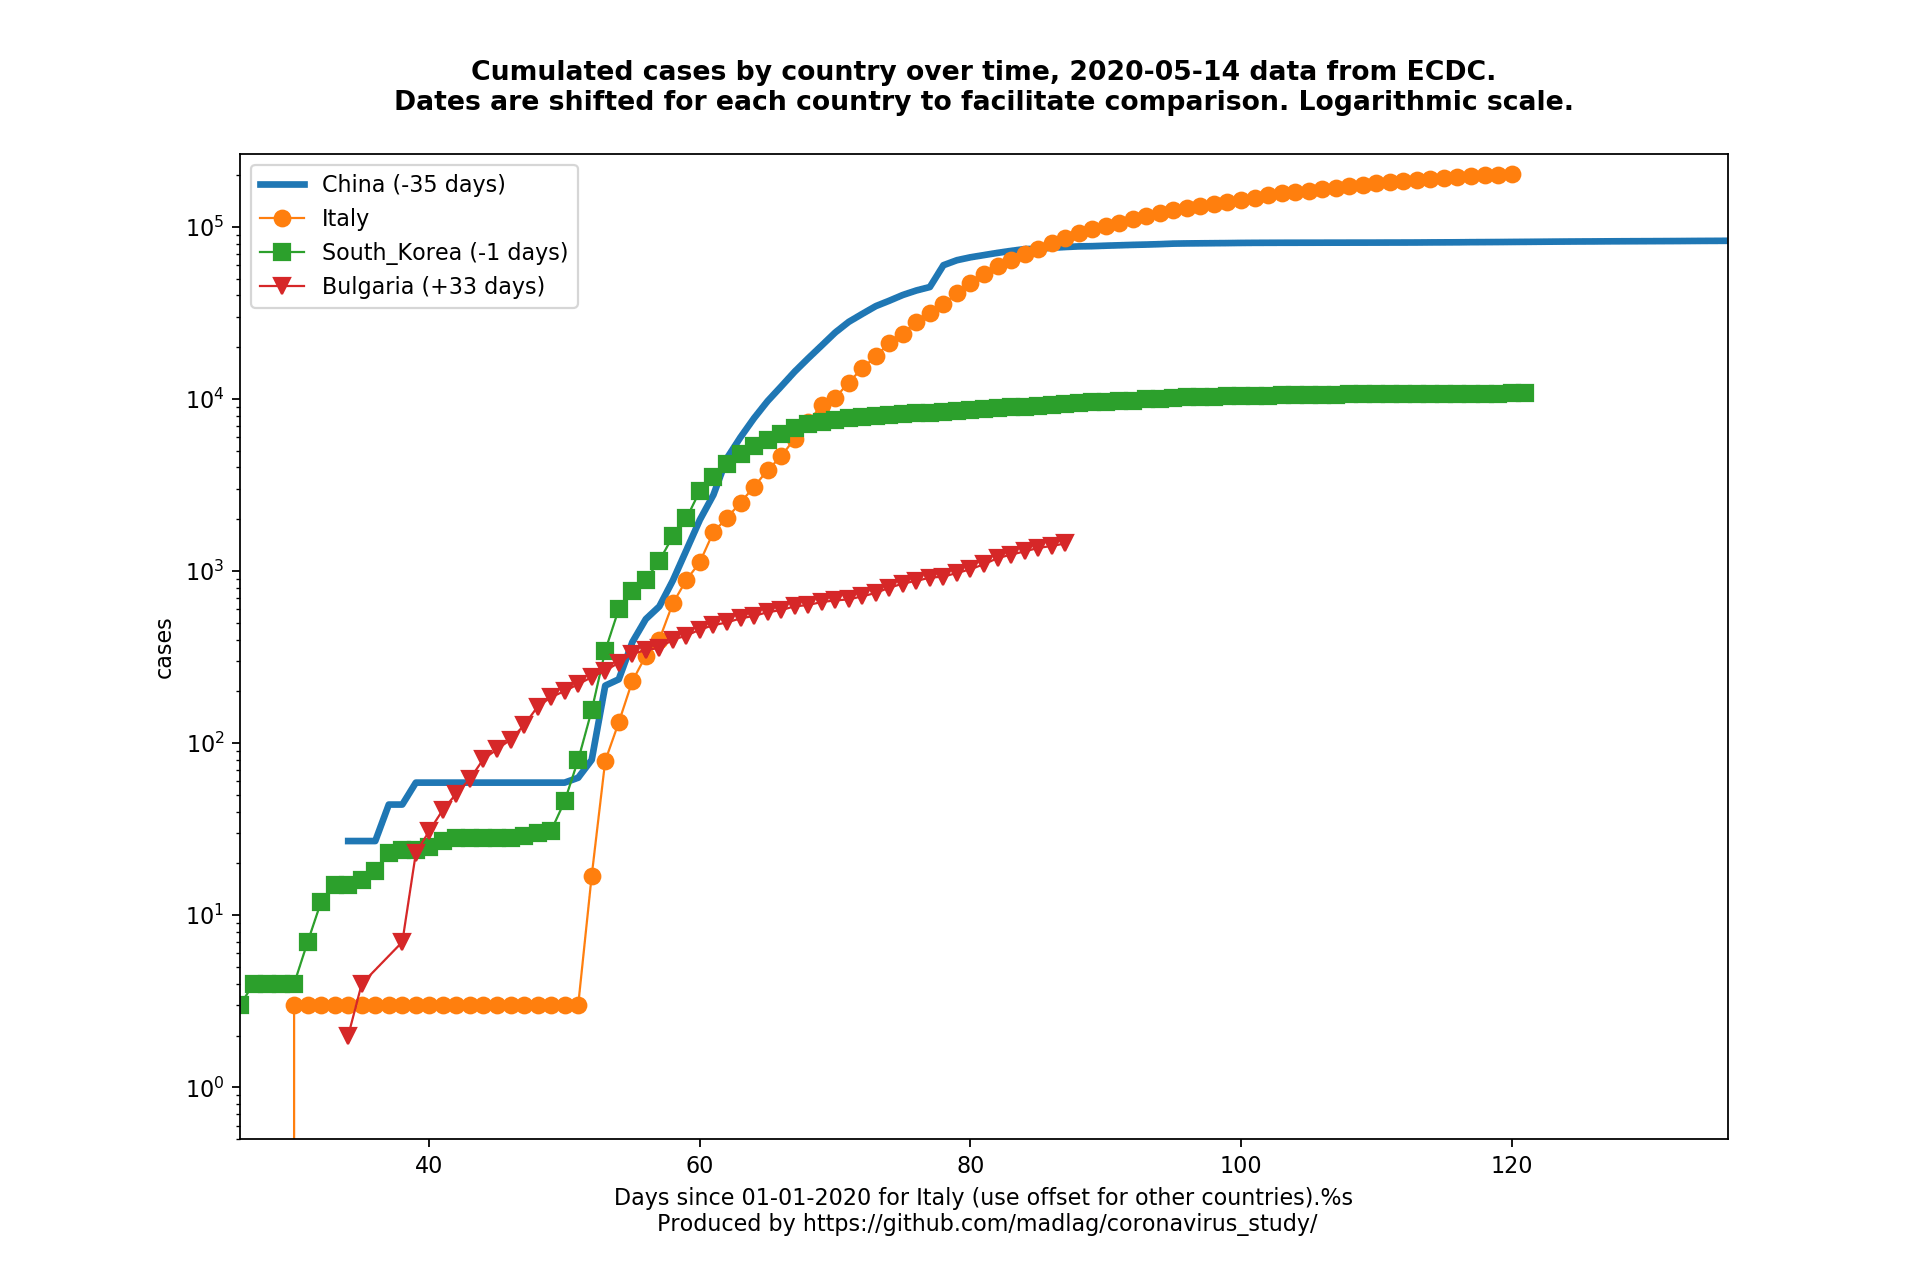 Cumulated cases by country over time, 2020-05-14 data from ECDC.
Dates are shifted for each country to facilitate comparison. Logarithmic scale.
China (-35 days)
Italy
South_Korea (-1 days)
Bulgaria (+33 days)
10^5
10^4
10^3
10^2
10^1
10^0
cases
40 60 80 100 120
Days since 01-01-2020 for Italy (use offset for other countries).%s
Produced by https://github.com/madlag/coronavirus_study/